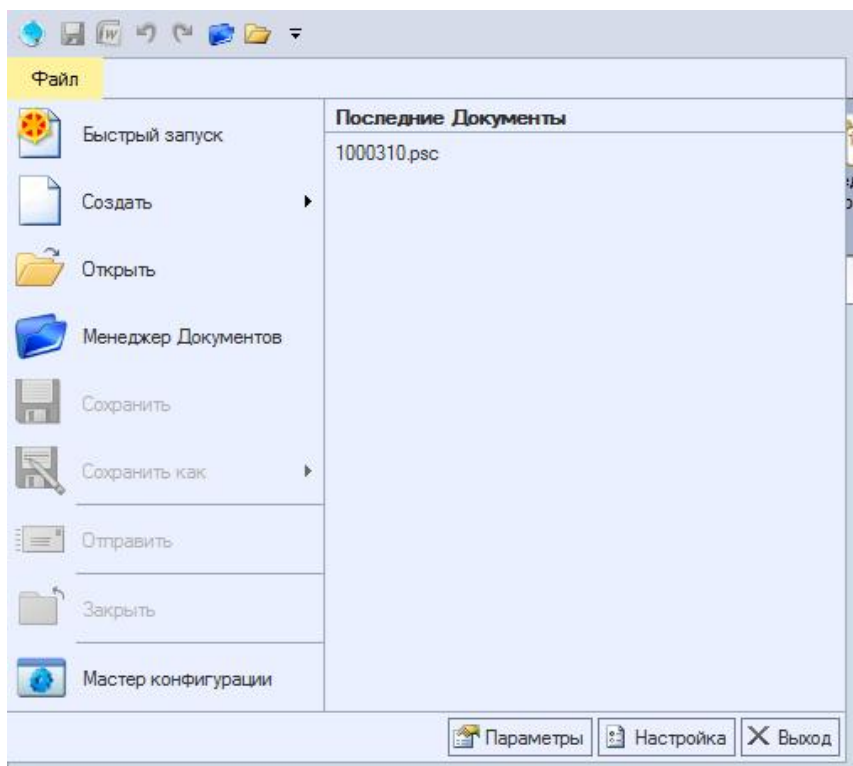 Файл
Быстрый запуск
Создать
Открыть
Менеджер Документов
Сохранить
Сохранить как
Отправить
Закрыть
Мастер конфигурации
Последние Документы
1000310.psc
Параметры
Настройка
Выход